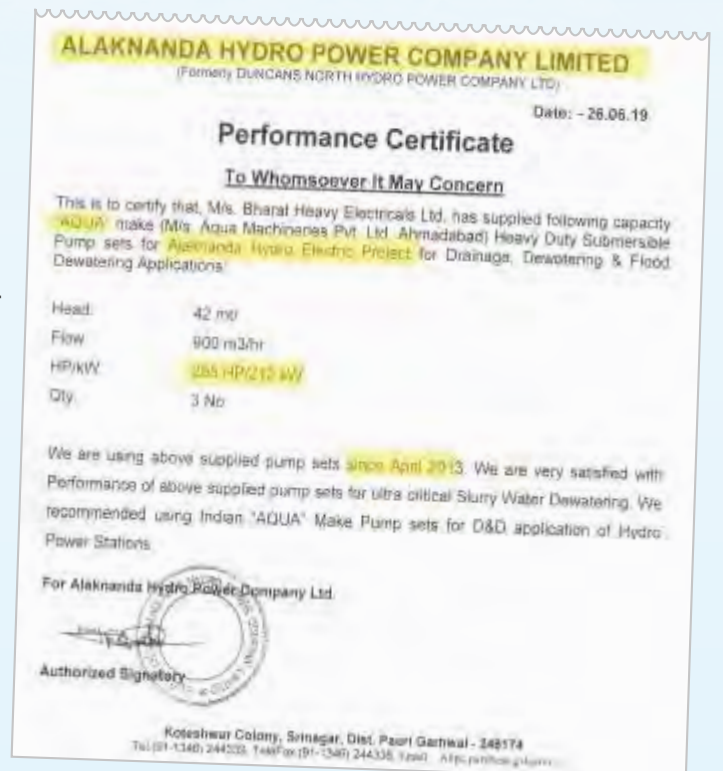 ALAKNANDA HYDRO POWER COMPANY LIMITED
(Formerly DUNCANS NORTH HYDRO POWER COMPANY LTD)
Date: - 26.06.19
Performance Certificate
To Whomsoever It May Concern
This is to certify that, M/s. Bharat Heavy Electricals Ltd. has supplied following capacity
"AQUA" make (M/s. Aqua Machineries Pvt. Ltd. Ahmadabad) Heavy Duty Submersible
Pump sets for Alaknanda Hydro Electric Project for Drainage, Dewatering & Flood
Dewatering Applications.
Head: 42 mtr
Flow 900 m3/hr
HP/kW: 285 HP/212 kW
Qty 3 No
We are using above supplied pump sets since April 2013. We are very satisfied with
Performance of above supplied pump sets for ultra critical Slurry Water Dewatering. We
recommended using Indian "AQUA" Make Pump sets for D&D application of Hydro
Power Stations.
For Alaknanda Hydro Power Company Ltd.
Authorized Signatory
Koteshwar Colony, Srinagar, Dist. Pauri Garhwal - 246174